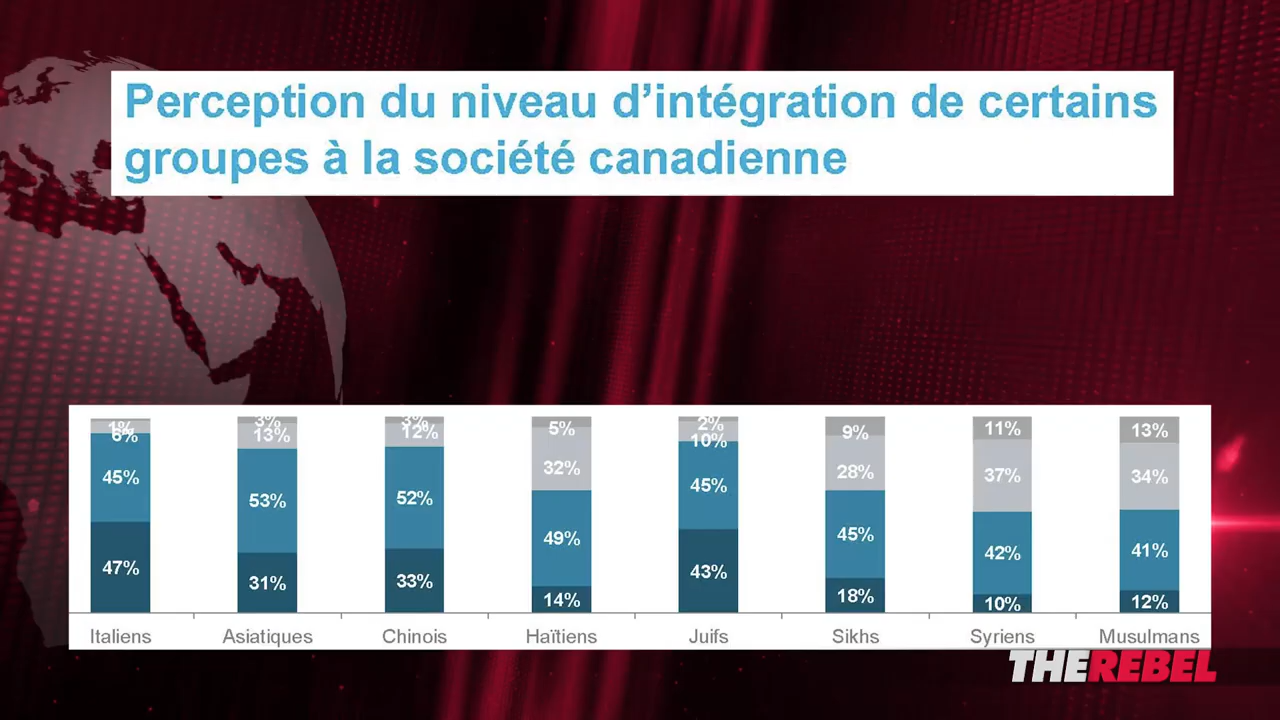 Perception du niveau d'intégration de certains
groupes à la société canadienne
1% 3% 3% 5% 2% 9% 11% 13%
6% 13% 12% 32% 10% 28% 37% 34%
45% 53% 52% 49% 45% 45% 42% 41%
47% 31% 33% 14% 43% 18% 10% 12%
Italiens Asiatiques Chinois Haïtiens Juifs Sikhs Syriens Musulmans
THEREBEL